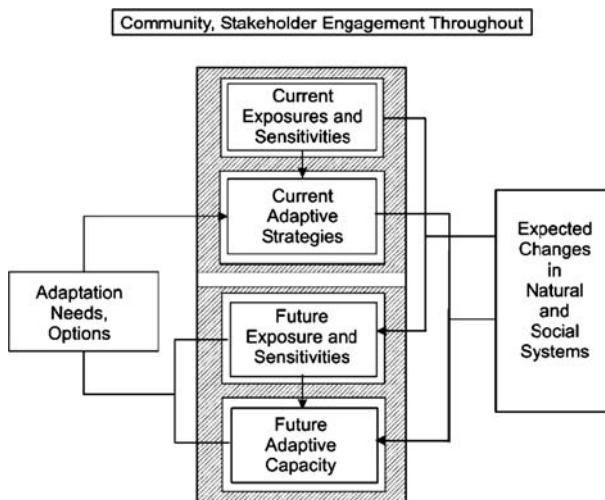 Community, Stakeholder Engagement Throughout
Current
Exposures and
Sensitivities
Current
Adaptive
Strategies
Adaptation
Needs,
Options
Future
Exposure and
Sensitivities
Future
Adaptive
Capacity
Expected
Changes
in
Natural
and
Social
Systems